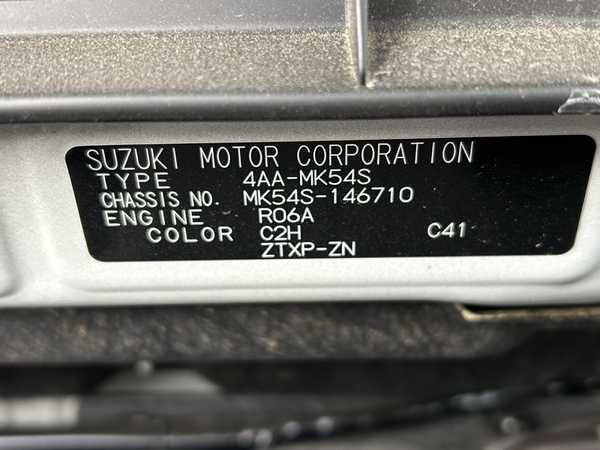 SUZUKI MOTOR CORPORATION
TYPE 4AA-MK54S
CHASSIS NO. MK54S-146710
ENGINE R06A
COLOR C2H C41
ZTXP-ZN